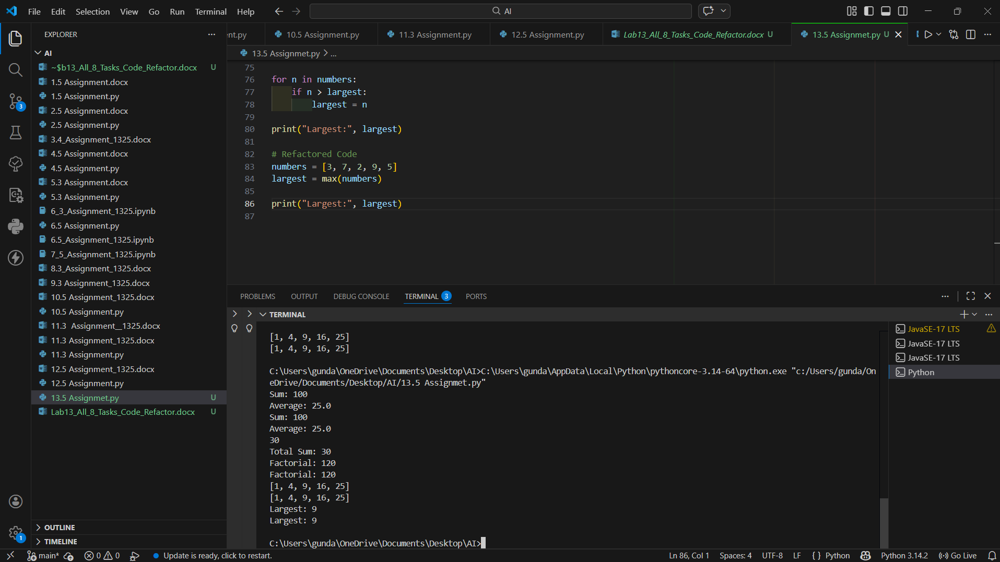 File Edit Selection View Go Run Terminal Help
AI
EXPLORER
AI
~$b13_All_8_Tasks_Code_Refactor.docx U
1.5 Assignment.docx
1.5 Assignment.py
2.5 Assignment.docx
2.5 Assignment.py
3.4_Assignment_1325.docx
4.5 Assignment.docx
4.5 Assignment.py
5.3 Assignment.docx
5.3 Assignment.py
6_3_Assignment_1325.ipynb
6.5 Assignment.py
6.5_Assignment_1325.ipynb
7_5_Assignment_1325.ipynb
8.3_Assignment_1325.docx
9.3 Assignment_1325.docx
10.5 Assignment_1325.docx
10.5 Assignment.py
11.3 Assignment__1325.docx
11.3 Assignment_1325.docx
11.3 Assignment.py
12.5 Assignment_1325.docx
12.5 Assignment.py
13.5 Assignmet.py U
Lab13_All_8_Tasks_Code_Refactor.docx U
OUTLINE
TIMELINE
3
1
nt.py 10.5 Assignment.py 11.3 Assignment.py 12.5 Assignment.py Lab13_All_8_Tasks_Code_Refactor.docx U 13.5 Assignmet.py U
13.5 Assignmet.py > ...
75
76 for n in numbers:
77 if n > largest:
78 largest = n
79
80 print("Largest:", largest)
81
82 # Refactored Code
83 numbers = [3, 7, 2, 9, 5]
84 largest = max(numbers)
85
86 print("Largest:", largest)
87
PROBLEMS OUTPUT DEBUG CONSOLE TERMINAL 3 PORTS
TERMINAL
[1, 4, 9, 16, 25]
[1, 4, 9, 16, 25]
C:\Users\gunda\OneDrive\Documents\Desktop\AI>C:\Users\gunda\AppData\Local\Python\pythoncore-3.14-64\python.exe "c:/Users/gunda/On
eDrive/Documents/Desktop/AI/13.5 Assignmet.py"
Sum: 100
Average: 25.0
Sum: 100
Average: 25.0
30
Total Sum: 30
Factorial: 120
Factorial: 120
[1, 4, 9, 16, 25]
[1, 4, 9, 16, 25]
Largest: 9
Largest: 9
C:\Users\gunda\OneDrive\Documents\Desktop\AI>
JavaSE-17 LTS
JavaSE-17 LTS
JavaSE-17 LTS
Python
main* 0 0 Update is ready, click to restart. Ln 86, Col 1 Spaces: 4 UTF-8 LF { } Python Python 3.14.2 Go Live